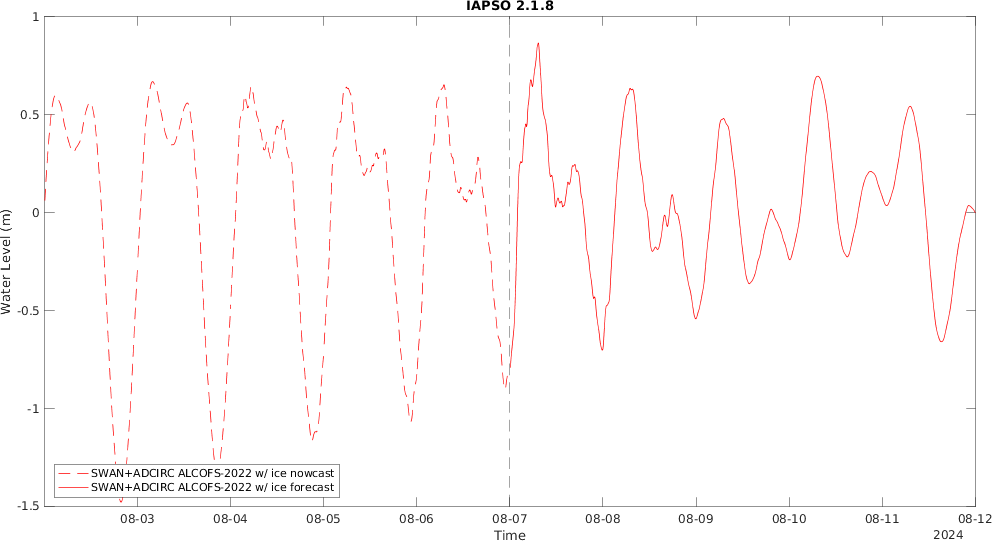 IAPSO 2.1.8
1
0.5
0
-0.5
-1
-1.5
Water Level (m)
SWAN+ADCIRC ALCOFS-2022 w/ ice nowcast
SWAN+ADCIRC ALCOFS-2022 w/ ice forecast
08-03 08-04 08-05 08-06 08-07 08-08 08-09 08-10 08-11 08-12
Time
2024